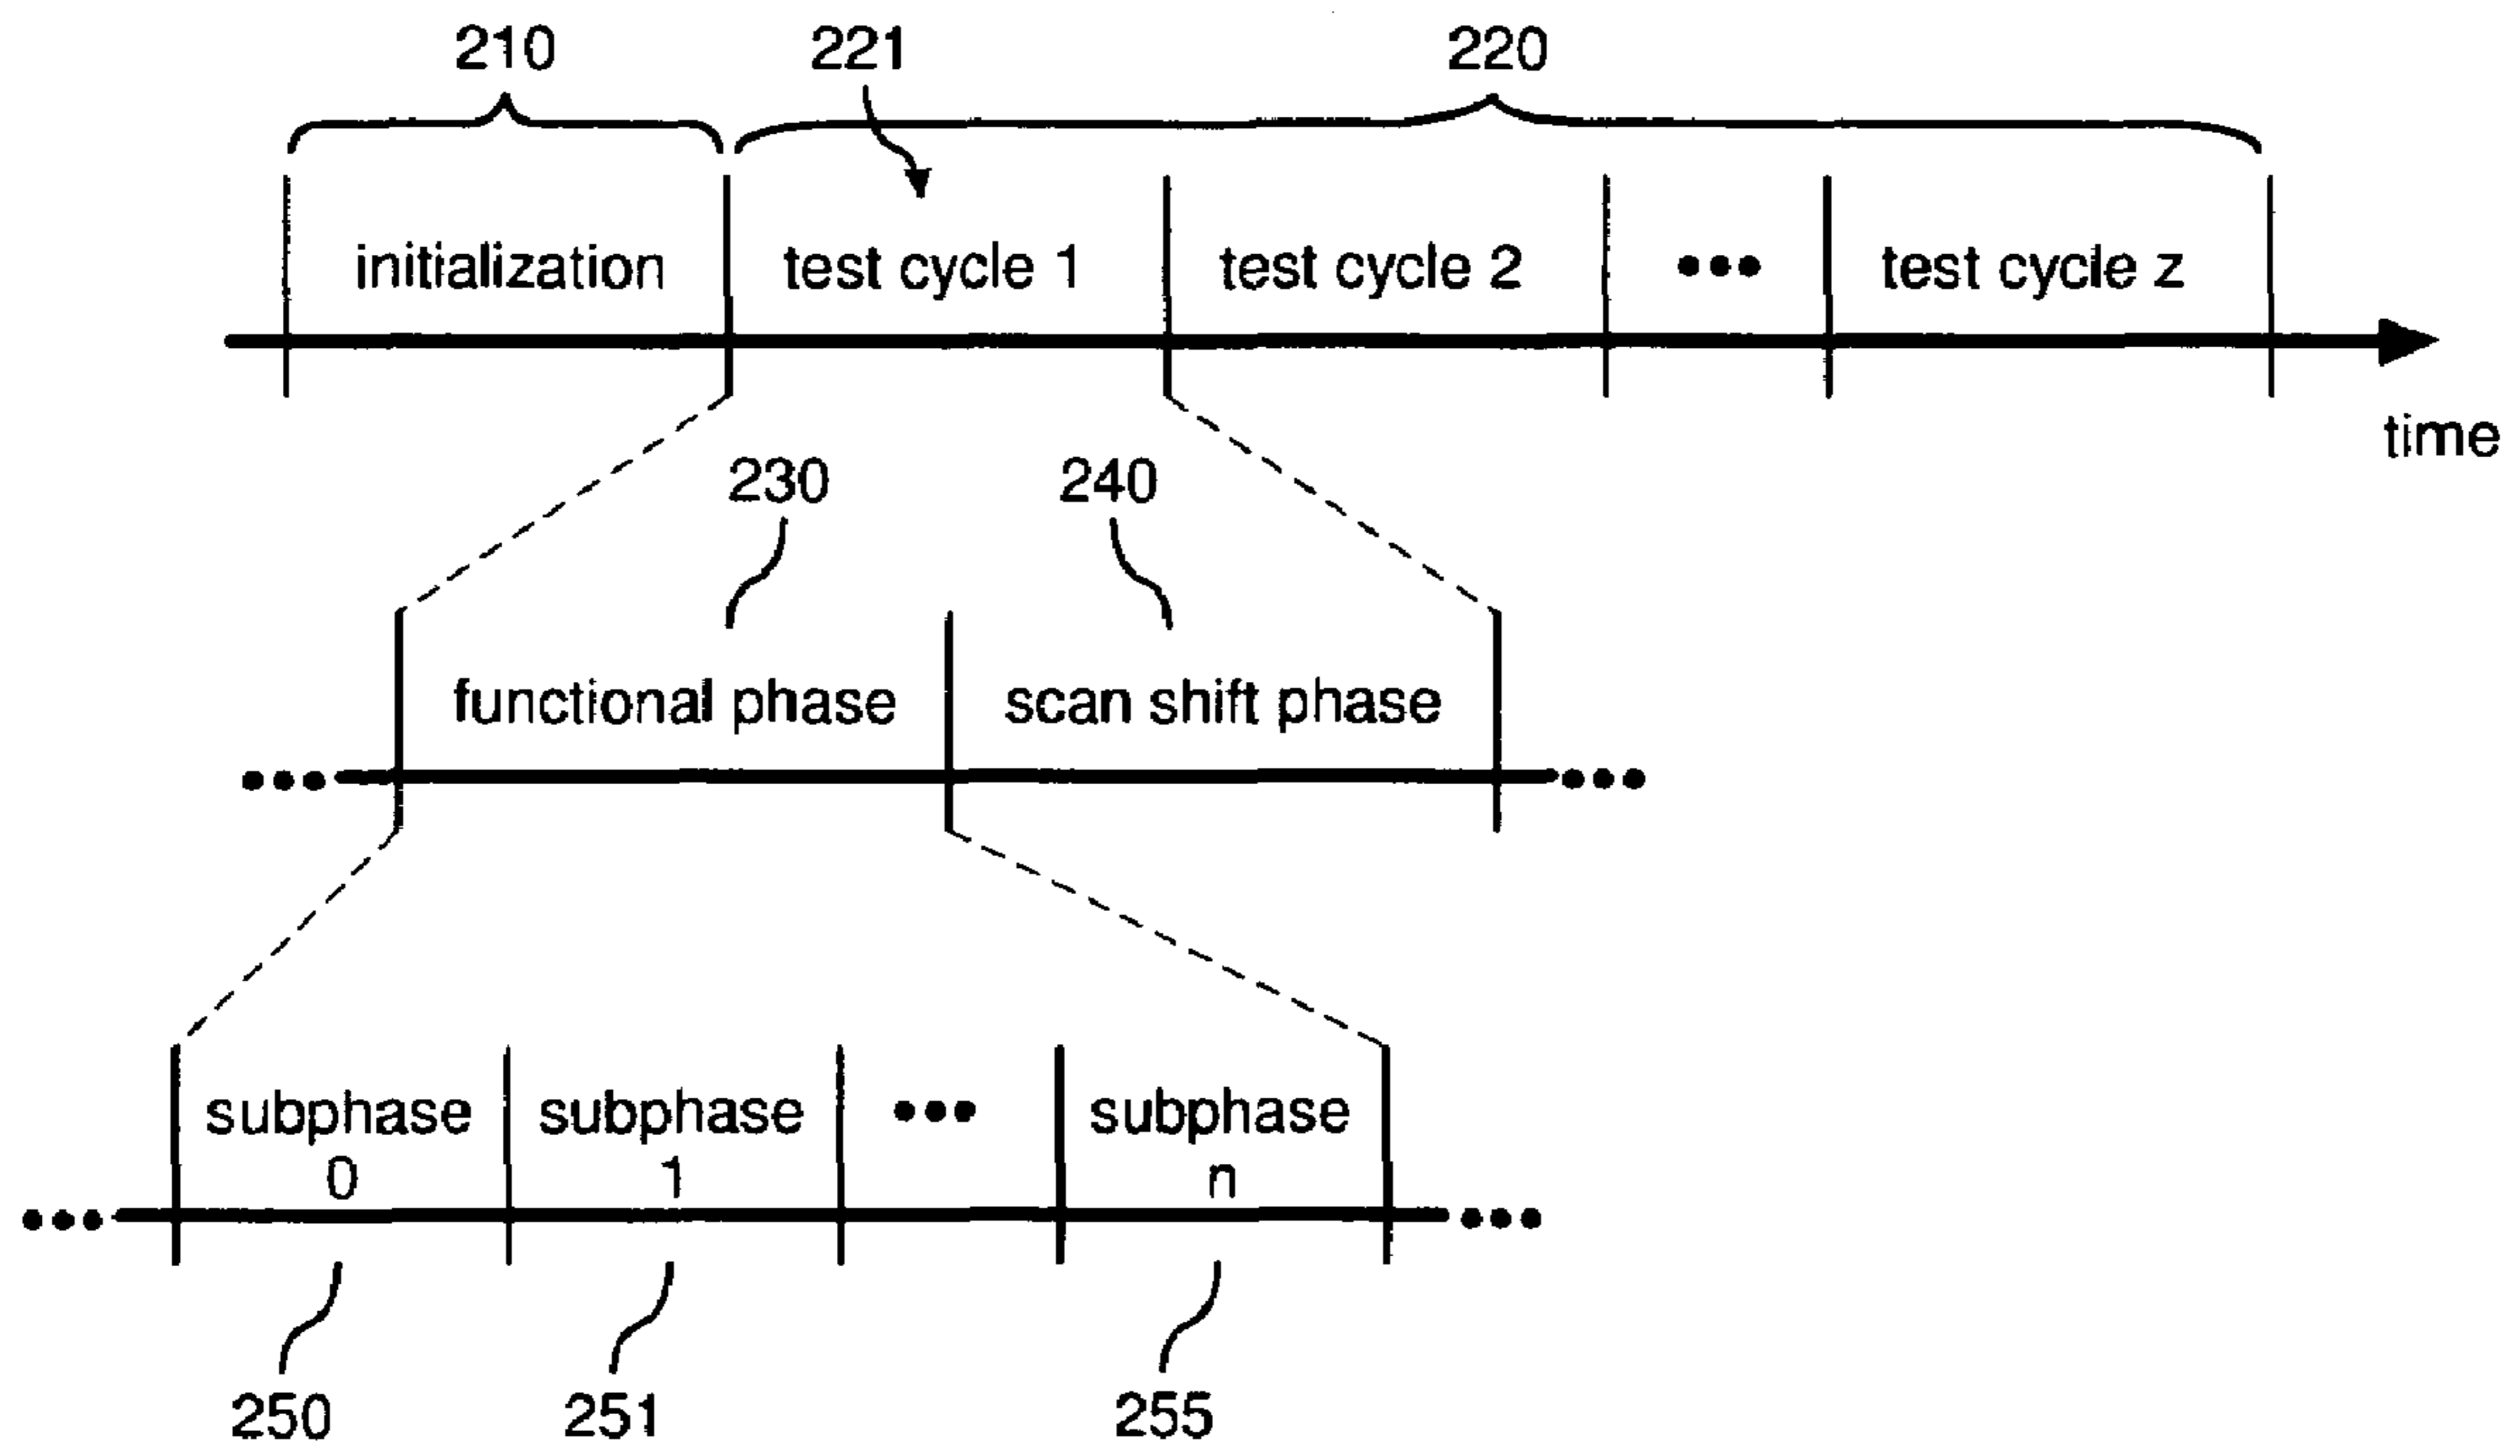 210 221 220
initialization test cycle 1 test cycle 2 ••• test cycle z
time
230 240
functional phase scan shift phase
••• •••
subphase subphase ••• subphase
0 1 n
••• •••
250 251 255